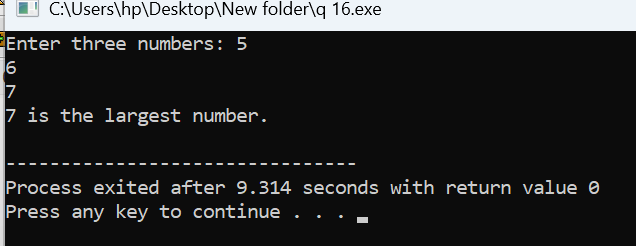 C:\Users\hp\Desktop\New folder\q 16.exe
Enter three numbers: 5
6
7
7 is the largest number.
--------------------------------
Process exited after 9.314 seconds with return value 0
Press any key to continue . . .